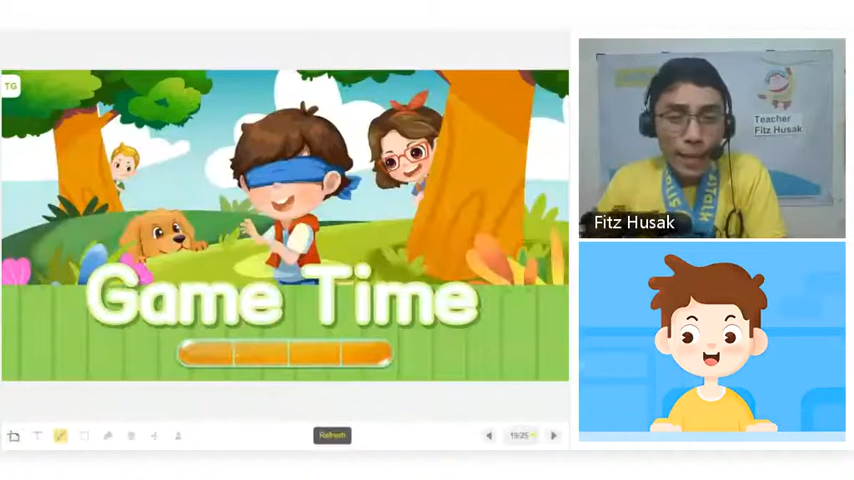 TG
Game Time
Refresh
19/25
Teacher
Fitz Husak
Fitz Husak